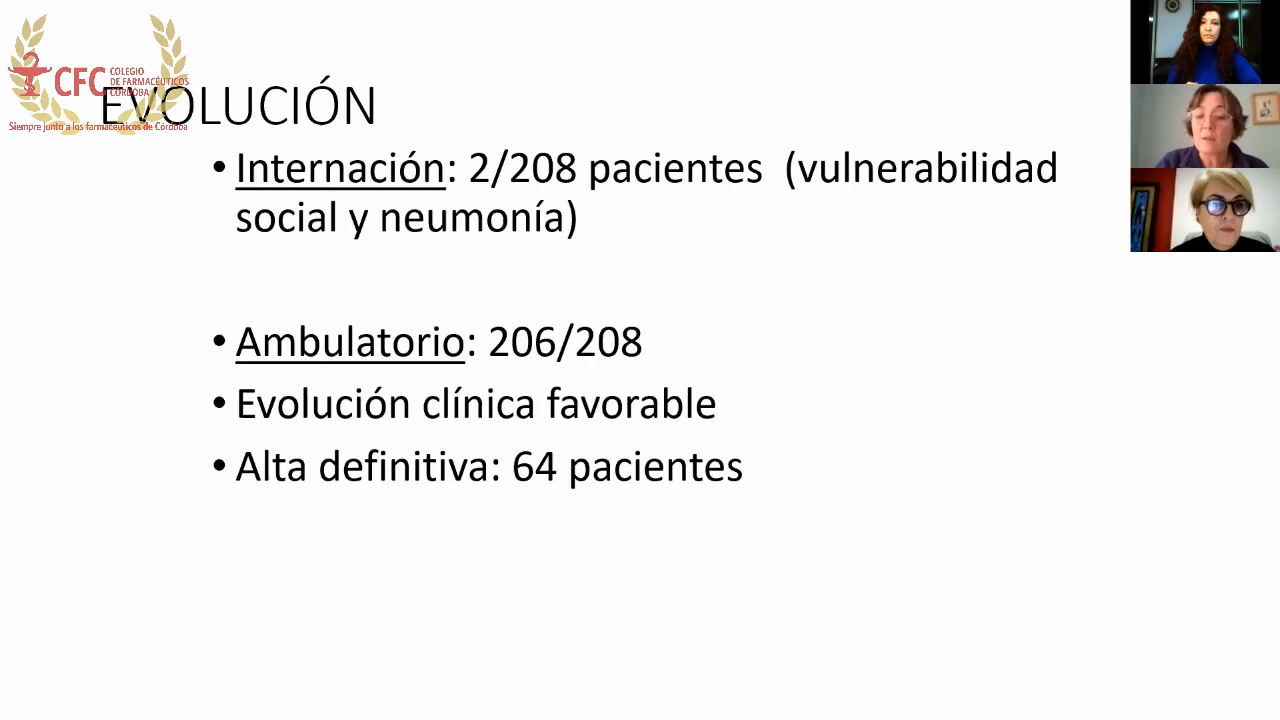 CFC COLEGIO
DE FARMACÉUTICOS
CÓRDOBA
Siempre junto a los farmacéuticos de Córdoba
EVOLUCIÓN
• Internación: 2/208 pacientes (vulnerabilidad
social y neumonía)
• Ambulatorio: 206/208
• Evolución clínica favorable
• Alta definitiva: 64 pacientes